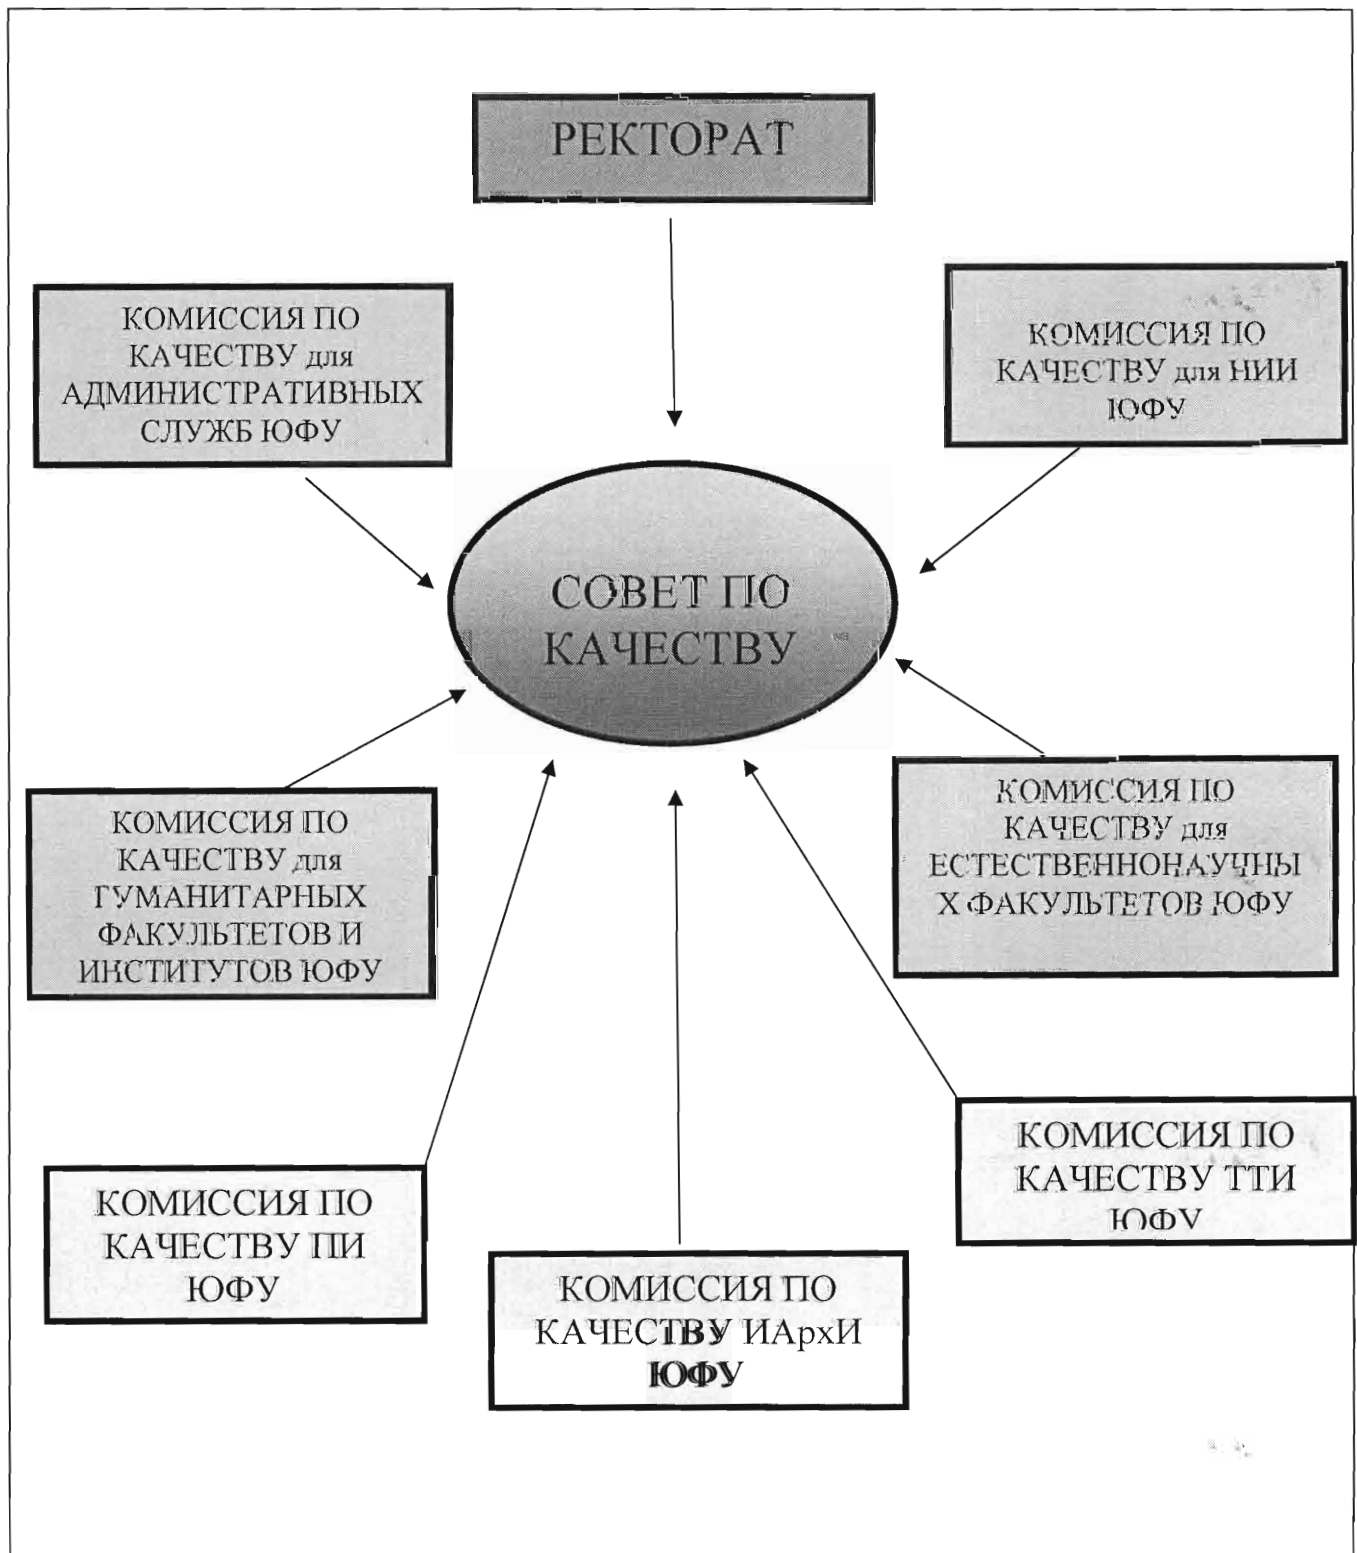 РЕКТОРАТ
КОМИССИЯ ПО
КАЧЕСТВУ для
АДМИНИСТРАТИВНЫХ
СЛУЖБ ЮФУ
КОМИССИЯ ПО
КАЧЕСТВУ для НИИ
ЮФУ
СОВЕТ ПО
КАЧЕСТВУ
КОМИССИЯ ПО
КАЧЕСТВУ для
ГУМАНИТАРНЫХ
ФАКУЛЬТЕТОВ И
ИНСТИТУТОВ ЮФУ
КОМИССИЯ ПО
КАЧЕСТВУ для
ЕСТЕСТВЕННОНАУЧНЫ
Х ФАКУЛЬТЕТОВ ЮФУ
КОМИССИЯ ПО
КАЧЕСТВУ ПИ
ЮФУ
КОМИССИЯ ПО
КАЧЕСТВУ ИАрхИ
ЮФУ
КОМИССИЯ ПО
КАЧЕСТВУ ТТИ
ЮФУ